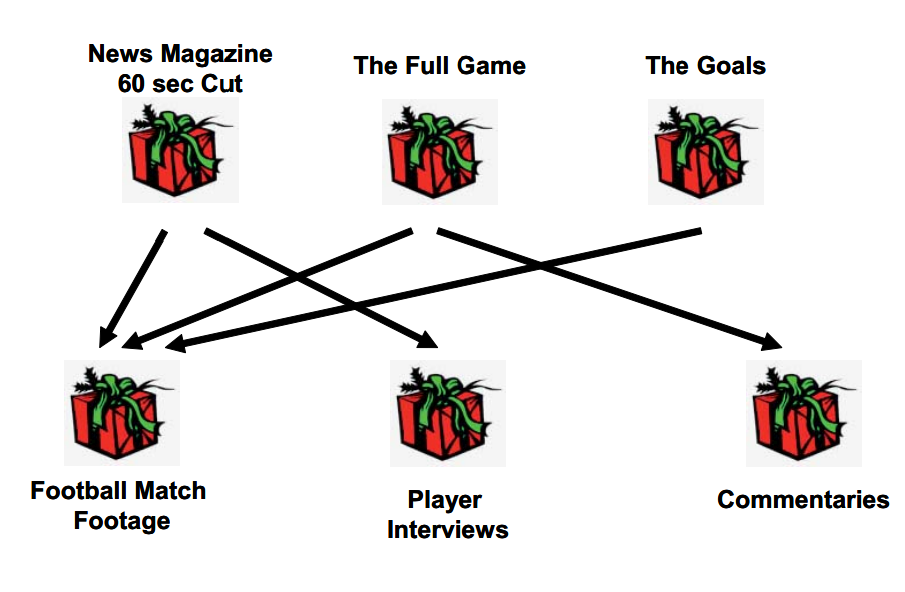 News Magazine
60 sec Cut
The Full Game
The Goals
Football Match
Footage
Player
Interviews
Commentaries